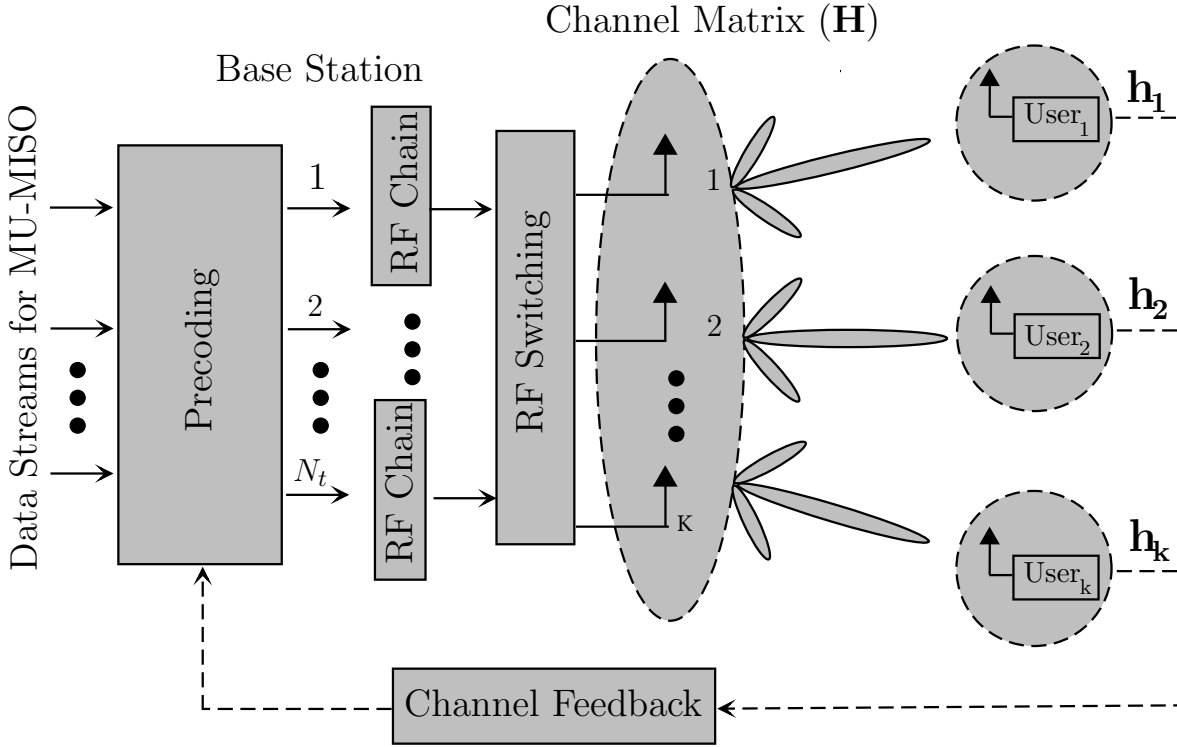 Channel Matrix (H)
Base Station
Data Streams for MU-MISO
Precoding
1
2
N_t
RF Chain
RF Chain
RF Switching
1
2
K
User_1
h_1
User_2
h_2
User_k
h_k
Channel Feedback